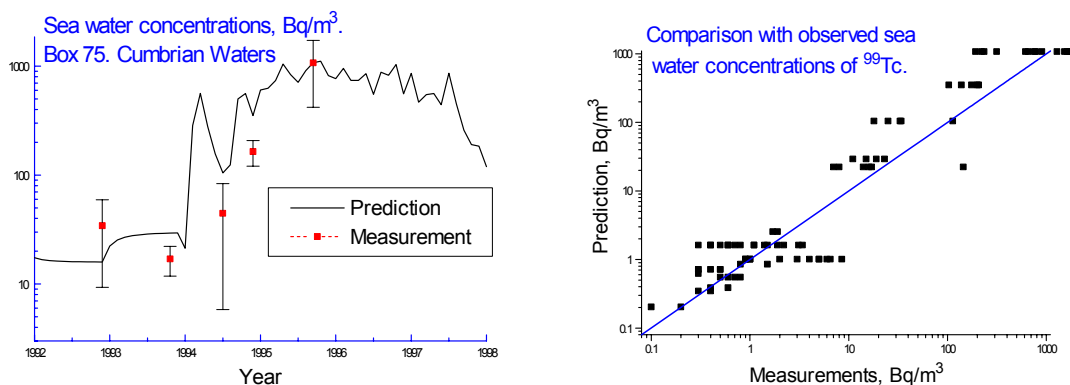 Sea water concentrations, Bq/m³.
Box 75. Cumbrian Waters
1000
100
10
1992 1993 1994 1995 1996 1997 1998
Year
Prediction
Measurement
Comparison with observed sea
water concentrations of ⁹⁹Tc.
Prediction, Bq/m³
1000
100
10
1
0.1
0.1 1 10 100 1000
Measurements, Bq/m³